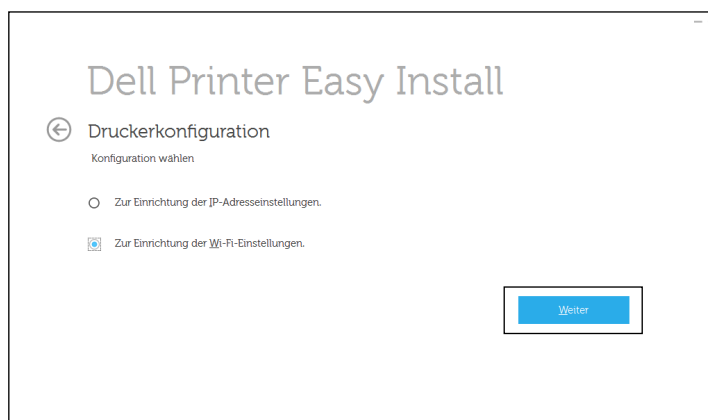 Dell Printer Easy Install
Druckerkonfiguration
Konfiguration wählen
Zur Einrichtung der IP-Adresseinstellungen.
Zur Einrichtung der Wi-Fi-Einstellungen.
Weiter